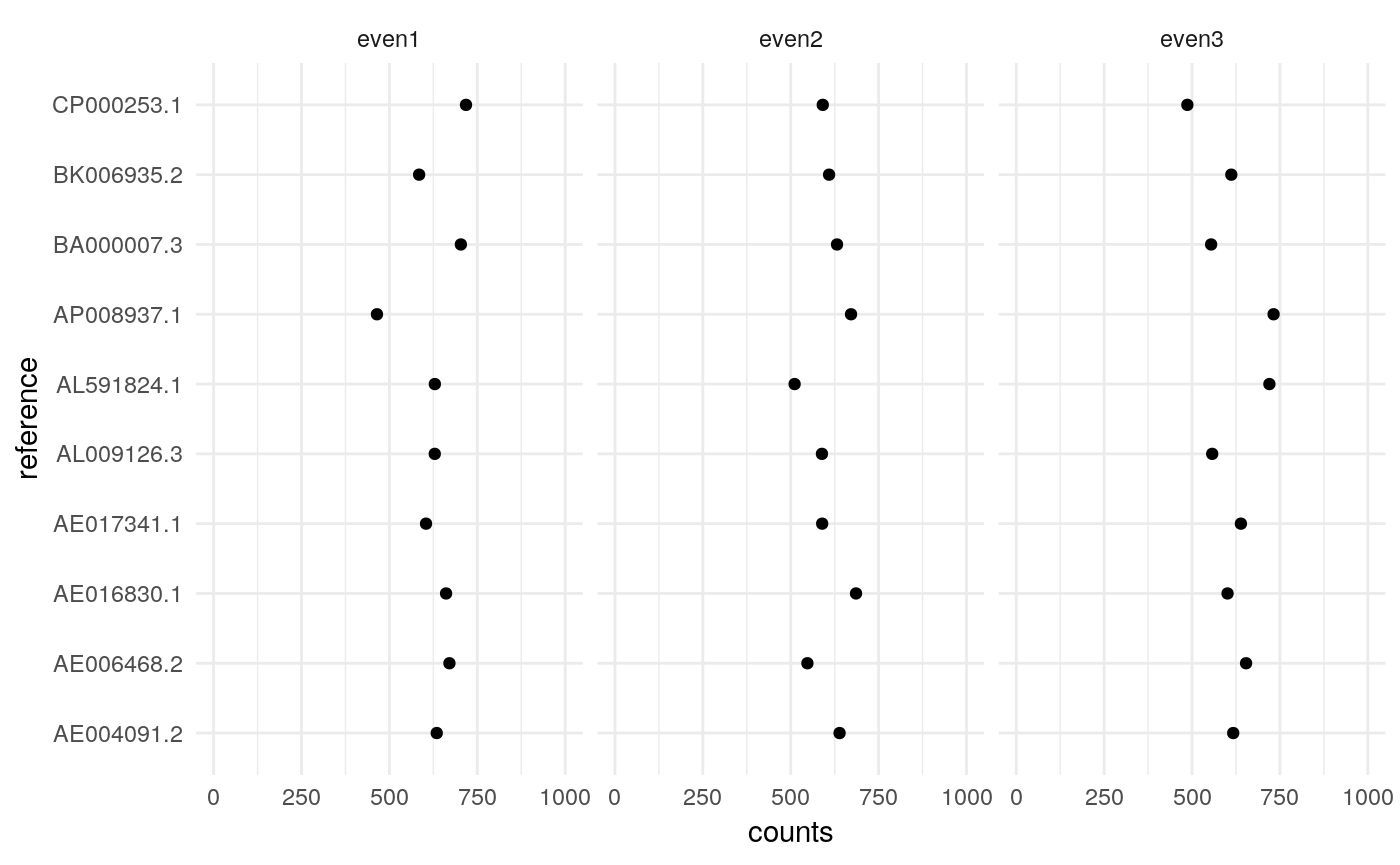 even1 even2 even3
CP000253.1
BK006935.2
BA000007.3
AP008937.1
AL591824.1
AL009126.3
AE017341.1
AE016830.1
AE006468.2
AE004091.2
reference
0 250 500 750 1000 0 250 500 750 1000 0 250 500 750 1000
counts